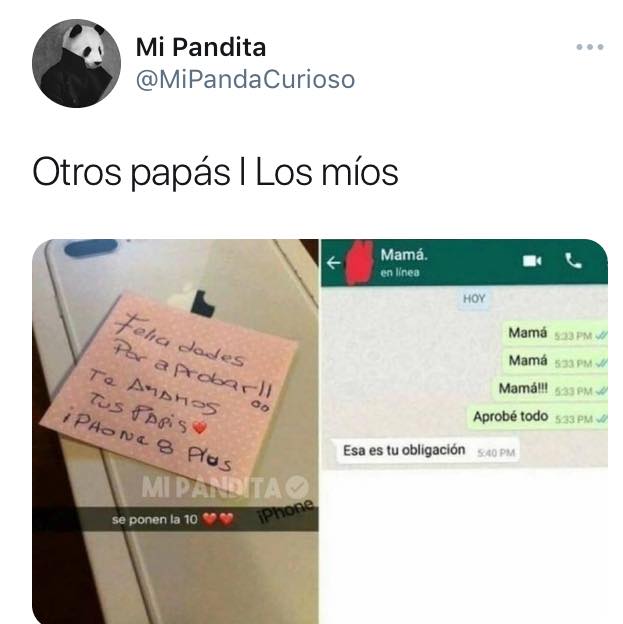 Mi Pandita
@MiPandaCurioso
Otros papás | Los míos
Felicidades
Por aprobar!!
Te Amamos
Tus Papis❤
iPhone 8 Plus
MI PANDITA
se ponen la 10 ❤❤
iPhone
Mamá.
en línea
HOY
Mamá 5:33 PM
Mamá 5:33 PM
Mamá!!! 5:33 PM
Aprobé todo 5:33 PM
Esa es tu obligación 5:40 PM